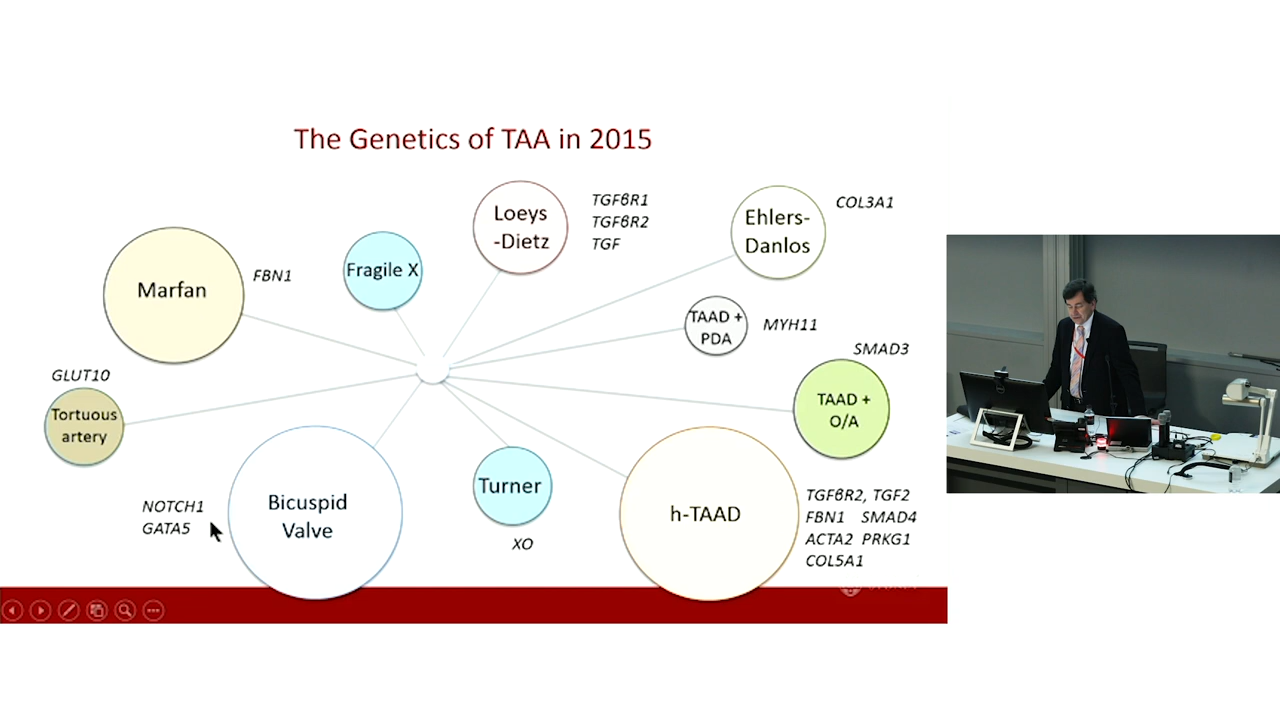 The Genetics of TAA in 2015
Loeys
-Dietz
TGFβR1
TGFβR2
TGF
Ehlers-
Danlos
COL3A1
Marfan
FBN1
Fragile X
TAAD +
PDA
MYH11
SMAD3
GLUT10
Tortuous
artery
TAAD +
O/A
NOTCH1
GATA5
Bicuspid
Valve
Turner
XO
h-TAAD
TGFβR2, TGF2
FBN1 SMAD4
ACTA2 PRKG1
COL5A1